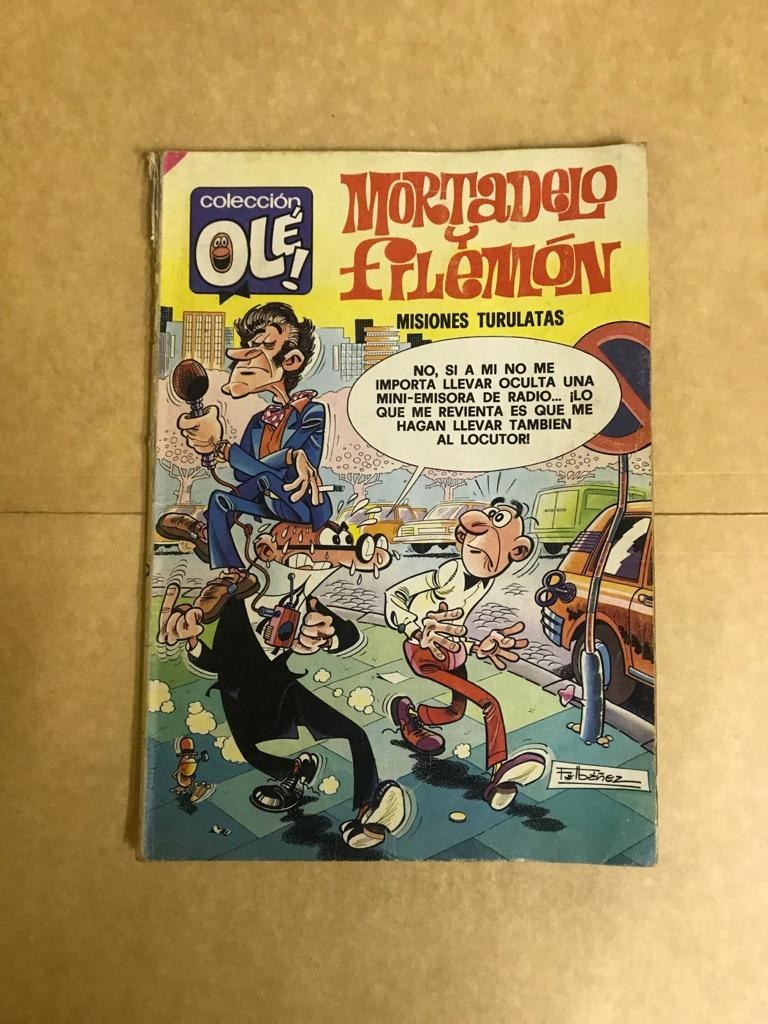 colección
OLÉ!
MORTADELO
Y
FILEMÓN
MISIONES TURULATAS
NO, SI A MI NO ME
IMPORTA LLEVAR OCULTA UNA
MINI-EMISORA DE RADIO... ¡LO
QUE ME REVIENTA ES QUE ME
HAGAN LLEVAR TAMBIEN
AL LOCUTOR!
F. Ibáñez